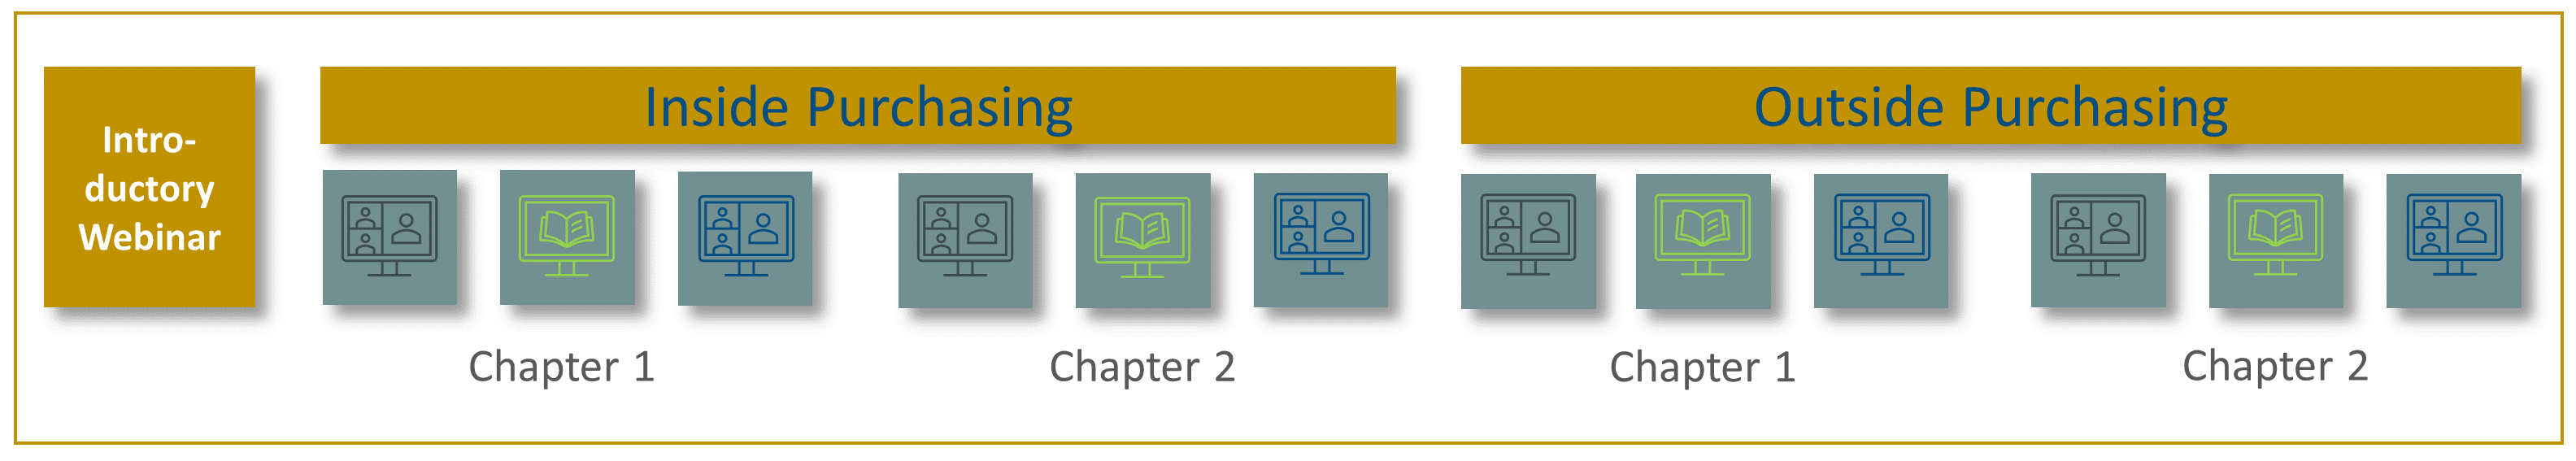 Intro-
ductory
Webinar
Inside Purchasing
Chapter 1
Chapter 2
Outside Purchasing
Chapter 1
Chapter 2